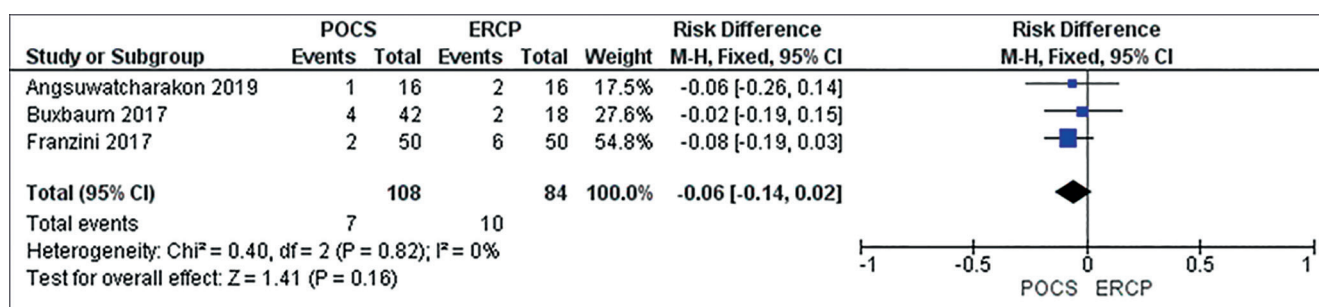 POCS ERCP Risk Difference Risk Difference
Study or Subgroup Events Total Events Total Weight M-H, Fixed, 95% CI M-H, Fixed, 95% CI
Angsuwatcharakon 2019 1 16 2 16 17.5% -0.06 [-0.26, 0.14]
Buxbaum 2017 4 42 2 18 27.6% -0.02 [-0.19, 0.15]
Franzini 2017 2 50 6 50 54.8% -0.08 [-0.19, 0.03]
Total (95% CI) 108 84 100.0% -0.06 [-0.14, 0.02]
Total events 7 10
Heterogeneity: Chi² = 0.40, df = 2 (P = 0.82); I² = 0%
Test for overall effect: Z = 1.41 (P = 0.16)
-1 -0.5 0 0.5 1
POCS ERCP